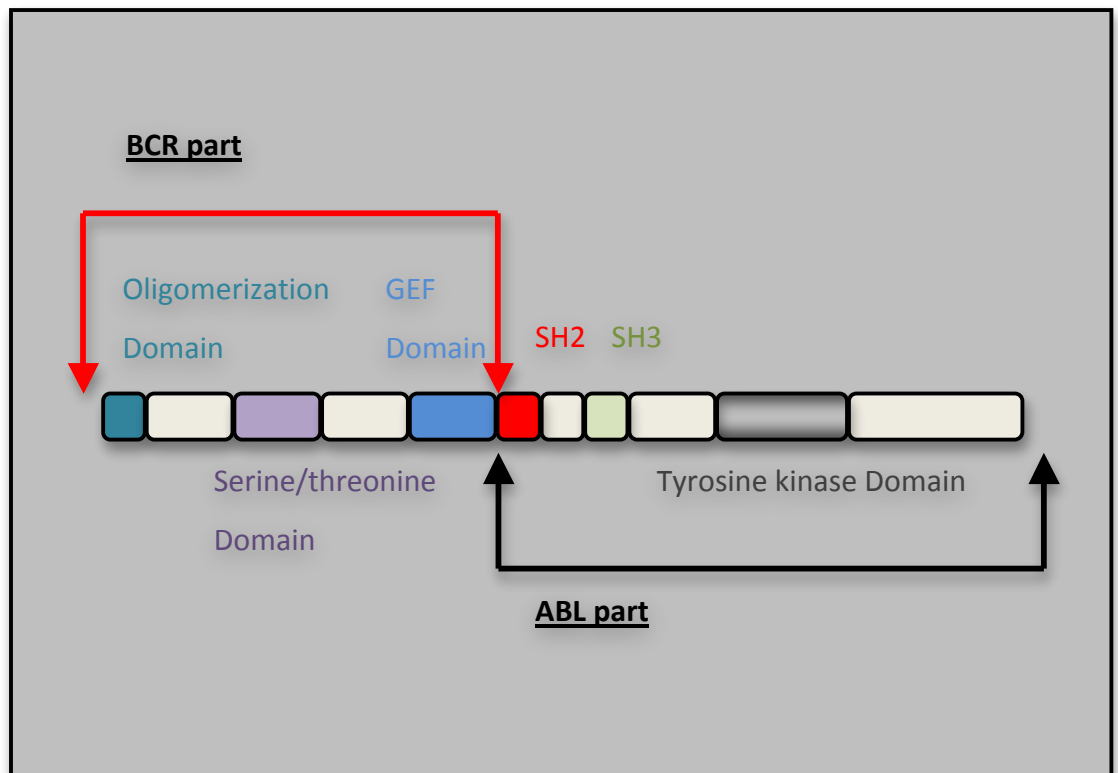 BCR part
Oligomerization
Domain
GEF
Domain
SH2
SH3
Serine/threonine
Domain
Tyrosine kinase Domain
ABL part